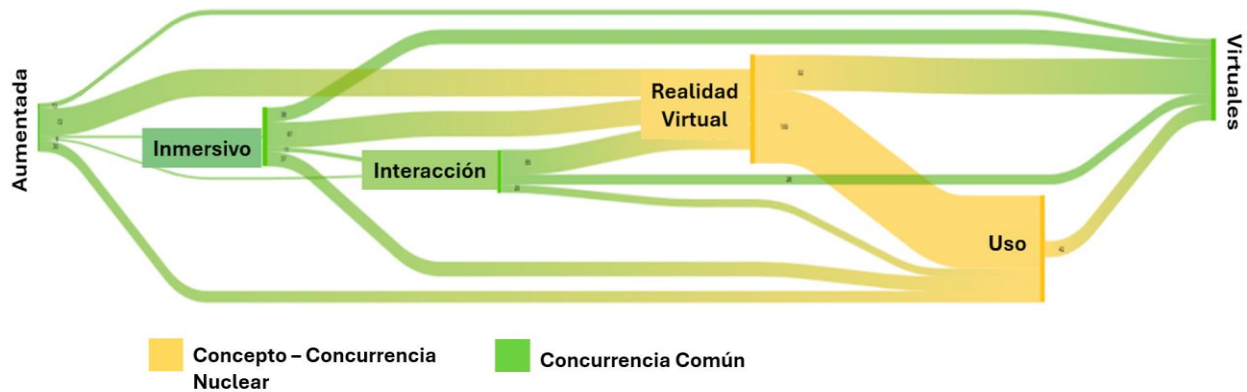 Aumentada
Inmersivo
Interacción
Realidad
Virtual
Uso
Virtuales
Concepto – Concurrencia
Nuclear
Concurrencia Común